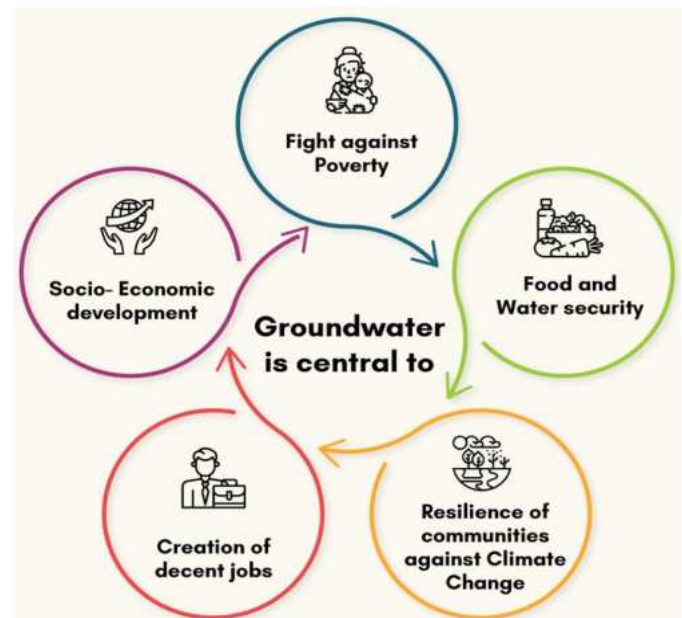 Fight against
Poverty
Food and
Water security
Socio- Economic
development
Groundwater
is central to
Resilience of
communities
against Climate
Change
Creation of
decent jobs